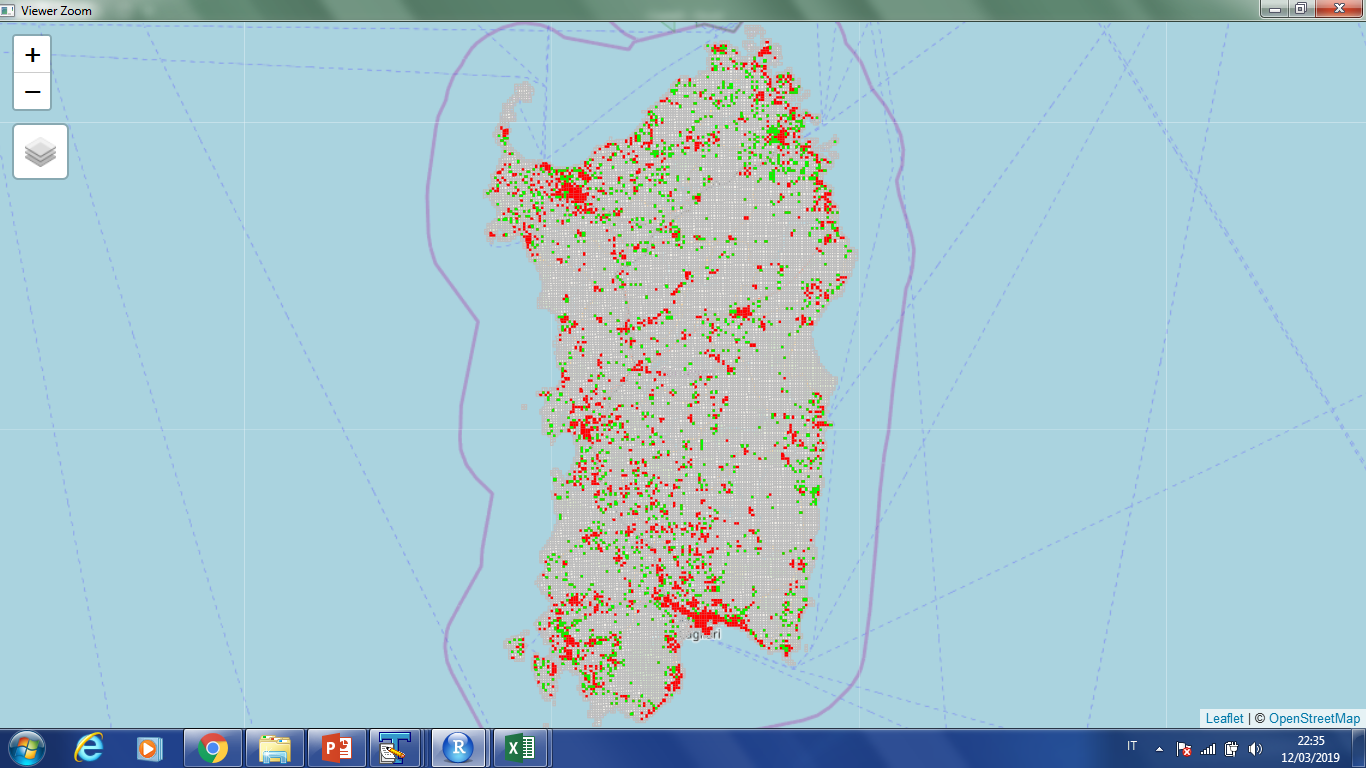 Viewer Zoom
+
−
Leaflet | © OpenStreetMap
IT
22:35
12/03/2019